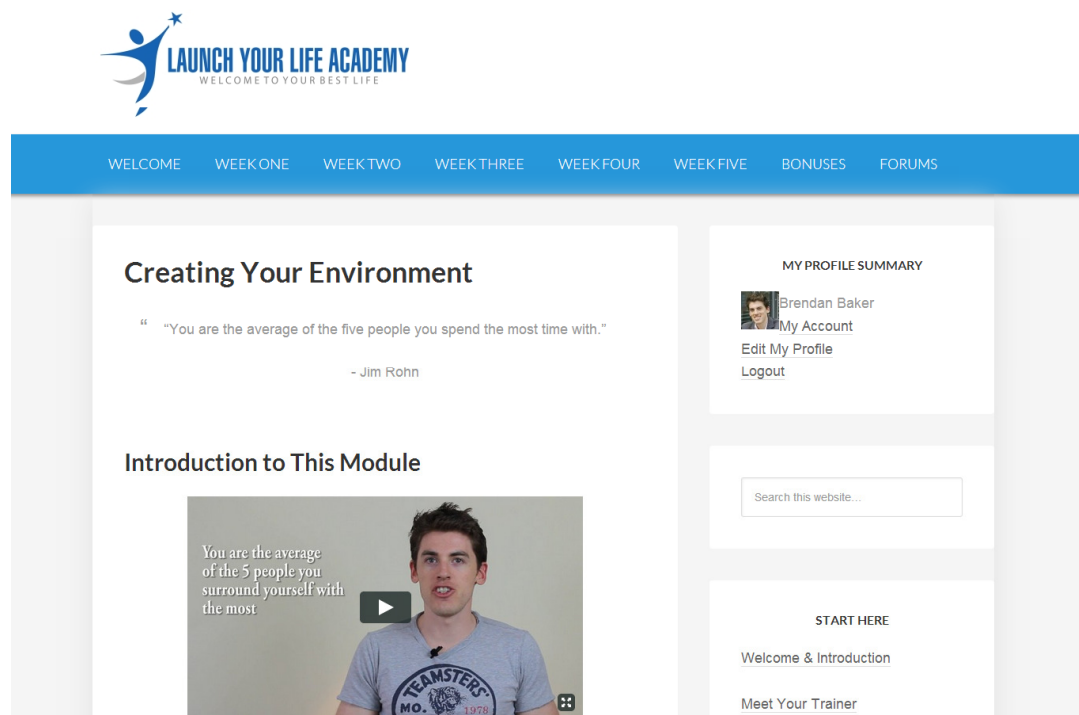 LAUNCH YOUR LIFE ACADEMY
WELCOME TO YOUR BEST LIFE
WELCOME WEEK ONE WEEK TWO WEEK THREE WEEK FOUR WEEK FIVE BONUSES FORUMS
Creating Your Environment
“ “You are the average of the five people you spend the most time with.”
- Jim Rohn
Introduction to This Module
You are the average
of the 5 people you
surround yourself with
the most
TEAMSTERS'
MO. 1978
MY PROFILE SUMMARY
Brendan Baker
My Account
Edit My Profile
Logout
Search this website…
START HERE
Welcome & Introduction
Meet Your Trainer